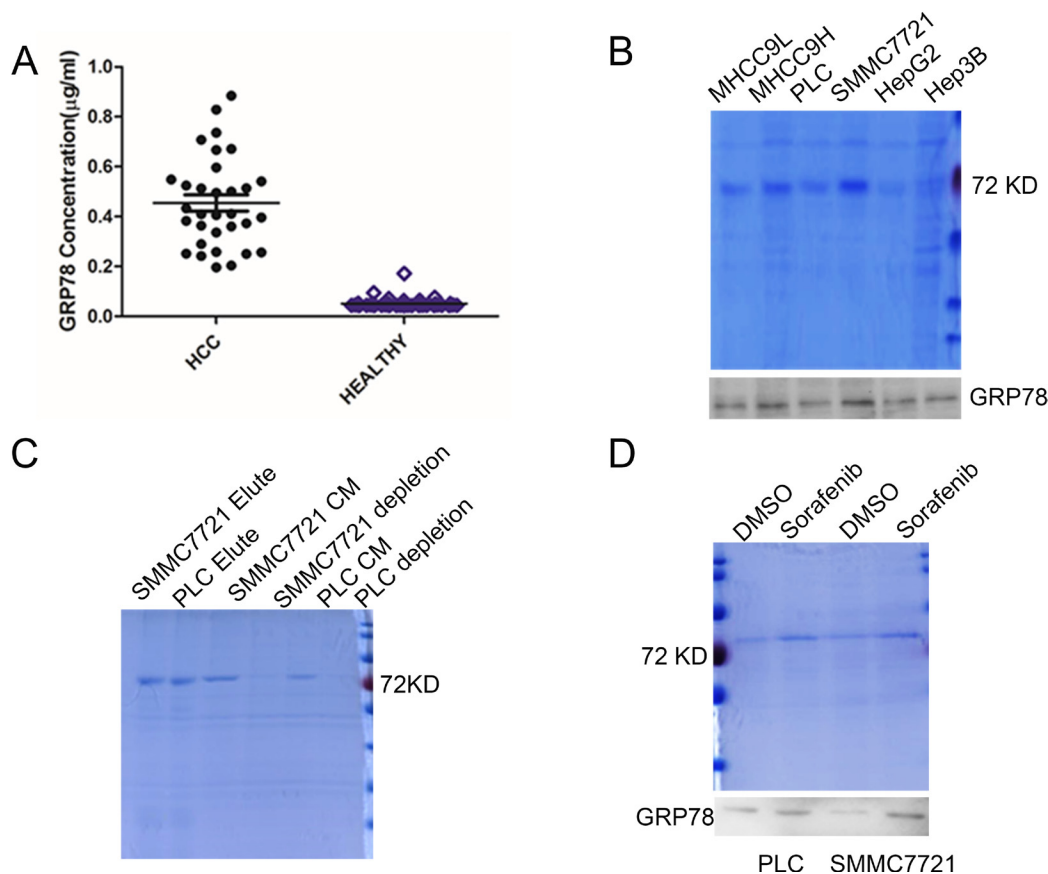 A
GRP78 Concentration(μg/ml)
1.0
0.8
0.6
0.4
0.2
0.0
HCC
HEALTHY
B
MHCC9L
MHCC9H
PLC
SMMC7721
HepG2
Hep3B
72 KD
GRP78
C
SMMC7721 Elute
PLC Elute
SMMC7721 CM
SMMC7721 depletion
PLC CM
PLC depletion
72KD
D
DMSO
Sorafenib
DMSO
Sorafenib
72 KD
GRP78
PLC
SMMC7721